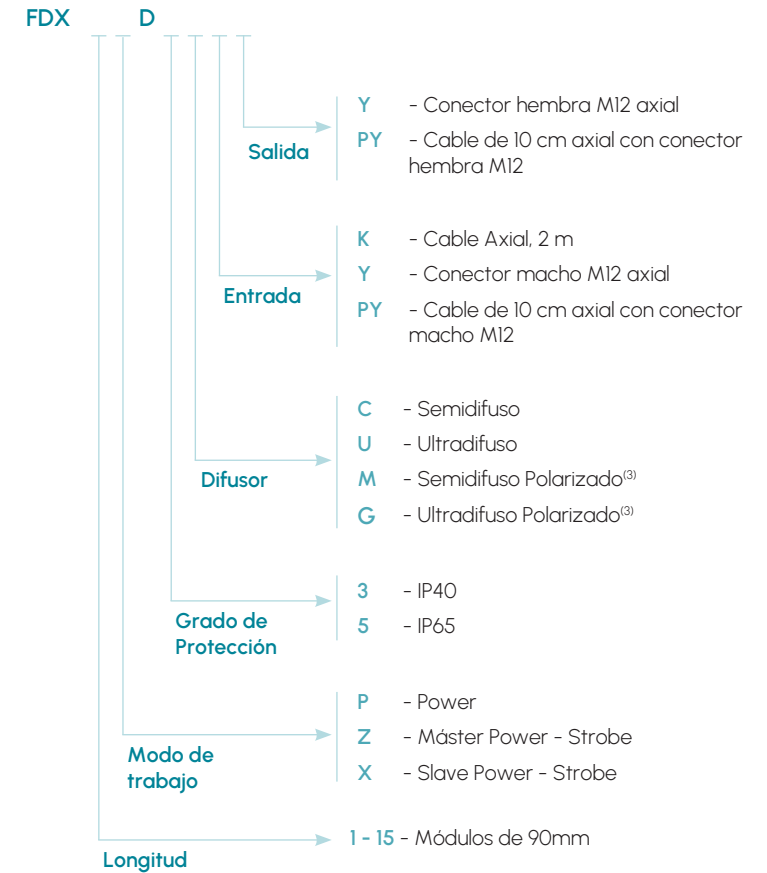 FDX D
Y - Conector hembra M12 axial
PY - Cable de 10 cm axial con conector
hembra M12
Salida
K - Cable Axial, 2 m
Y - Conector macho M12 axial
PY - Cable de 10 cm axial con conector
macho M12
Entrada
C - Semidifuso
U - Ultradifuso
M - Semidifuso Polarizado(3)
G - Ultradifuso Polarizado(3)
Difusor
3 - IP40
5 - IP65
Grado de
Protección
P - Power
Z - Máster Power - Strobe
X - Slave Power - Strobe
Modo de
trabajo
1 - 15 - Módulos de 90mm
Longitud